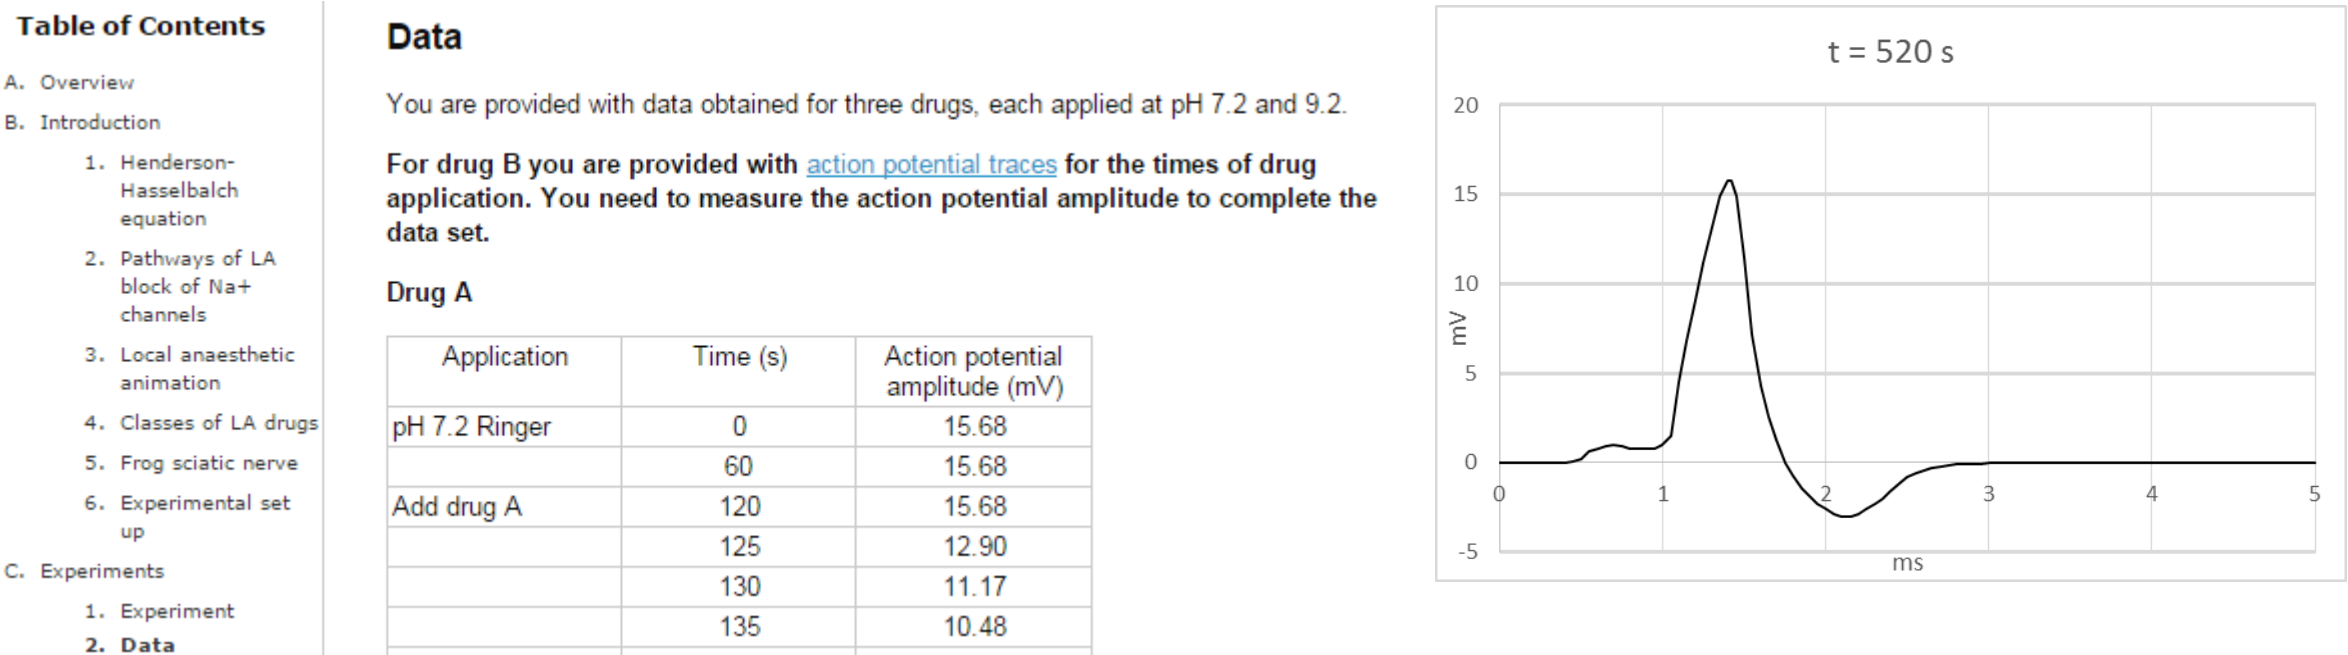 Table of Contents
A. Overview
B. Introduction
1. Henderson-
Hasselbalch
equation
2. Pathways of LA
block of Na+
channels
3. Local anaesthetic
animation
4. Classes of LA drugs
5. Frog sciatic nerve
6. Experimental set
up
C. Experiments
1. Experiment
2. Data
Data
You are provided with data obtained for three drugs, each applied at pH 7.2 and 9.2.
For drug B you are provided with action potential traces for the times of drug
application. You need to measure the action potential amplitude to complete the
data set.
Drug A
Application Time (s) Action potential
amplitude (mV)
pH 7.2 Ringer 0 15.68
60 15.68
Add drug A 120 15.68
125 12.90
130 11.17
135 10.48
t = 520 s
20
15
10
mV
5
0
0 1 2 3 4 5
-5
ms